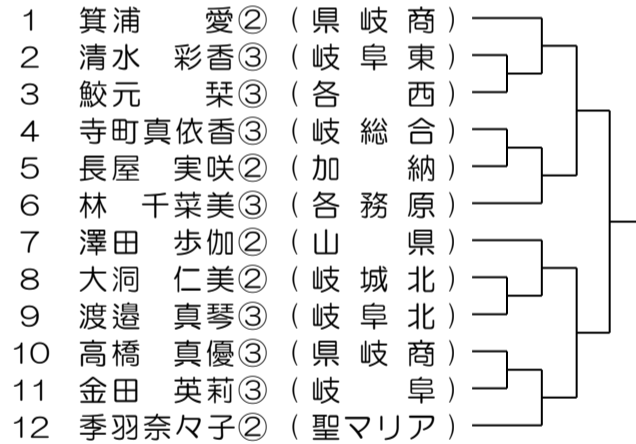 1 箕浦 愛② (県岐商)
2 清水 彩香③ (岐阜東)
3 鮫元 栞③ (各西)
4 寺町真依香③ (岐総合)
5 長屋 実咲② (加納)
6 林 千菜美③ (各務原)
7 澤田 歩伽② (山県)
8 大洞 仁美② (岐城北)
9 渡邉 真琴③ (岐阜北)
10 高橋 真優③ (県岐商)
11 金田 英莉③ (岐阜)
12 季羽奈々子② (聖マリア)